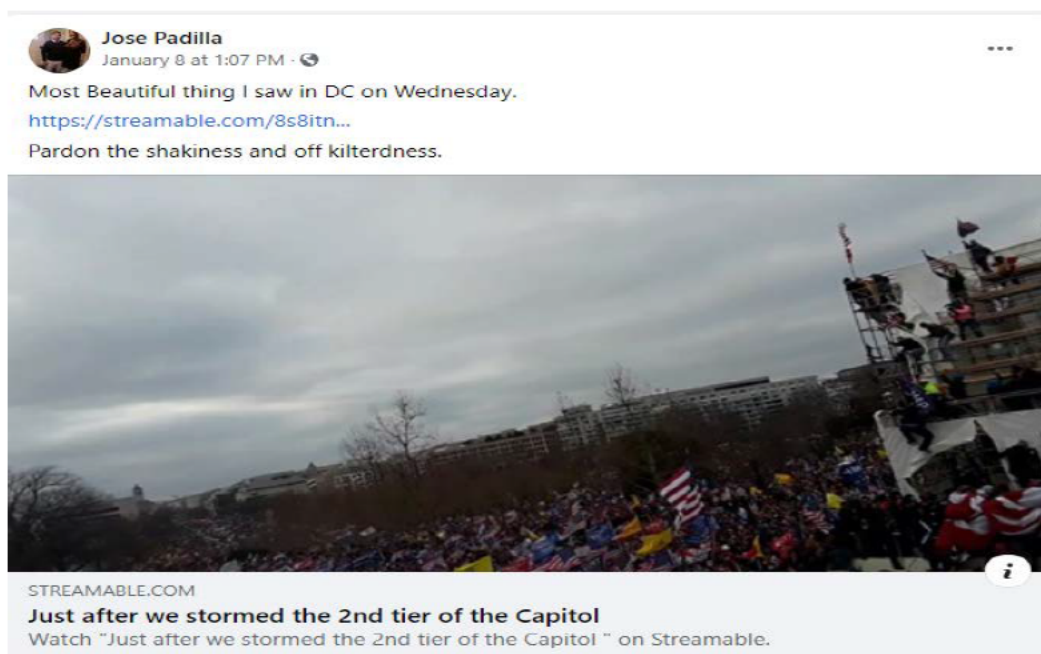 Jose Padilla
January 8 at 1:07 PM ·
Most Beautiful thing I saw in DC on Wednesday.
https://streamable.com/8s8itn...
Pardon the shakiness and off kilterdness.
i
STREAMABLE.COM
Just after we stormed the 2nd tier of the Capitol
Watch "Just after we stormed the 2nd tier of the Capitol " on Streamable.